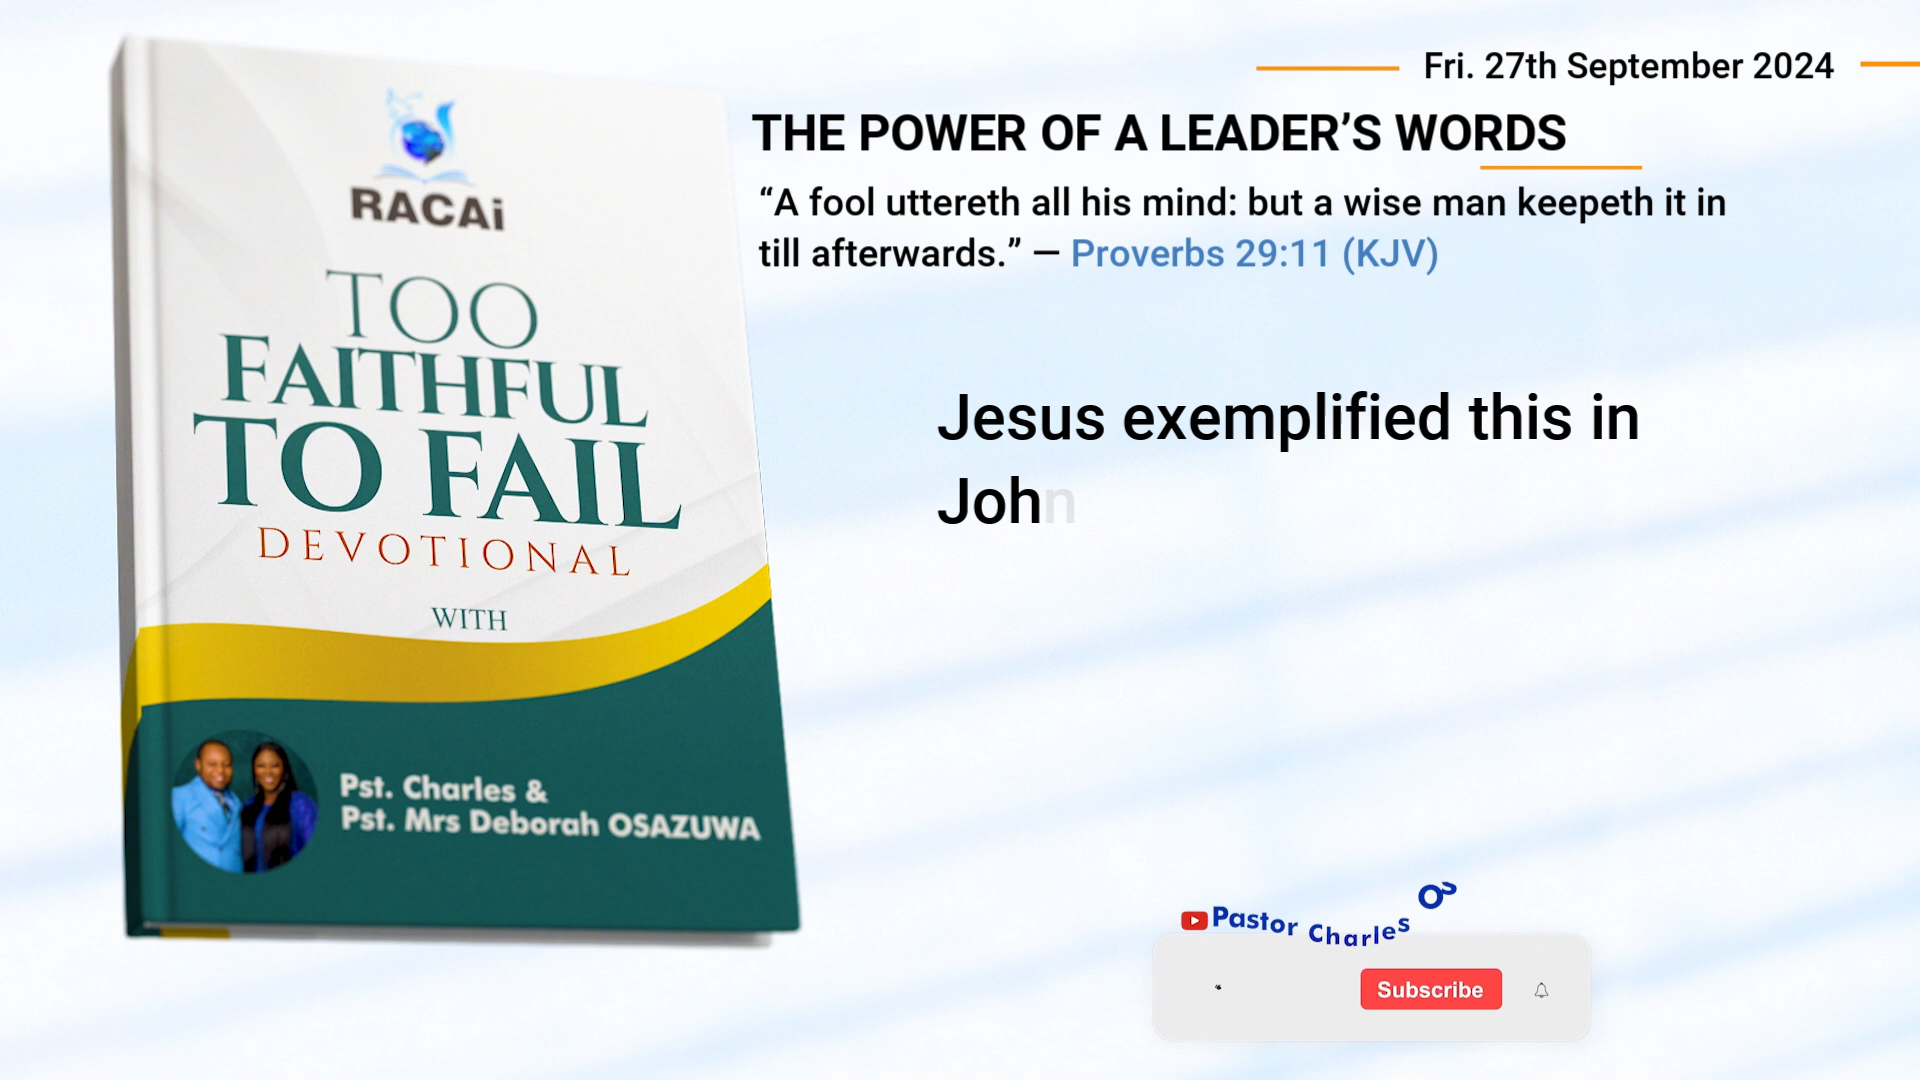 RACAi
TOO
FAITHFUL
TO FAIL
DEVOTIONAL
WITH
Pst. Charles &
Pst. Mrs Deborah OSAZUWA
Fri. 27th September 2024
THE POWER OF A LEADER’S WORDS
“A fool uttereth all his mind: but a wise man keepeth it in
till afterwards.” — Proverbs 29:11 (KJV)
Jesus exemplified this in
John
Pastor Charles Os
Subscribe